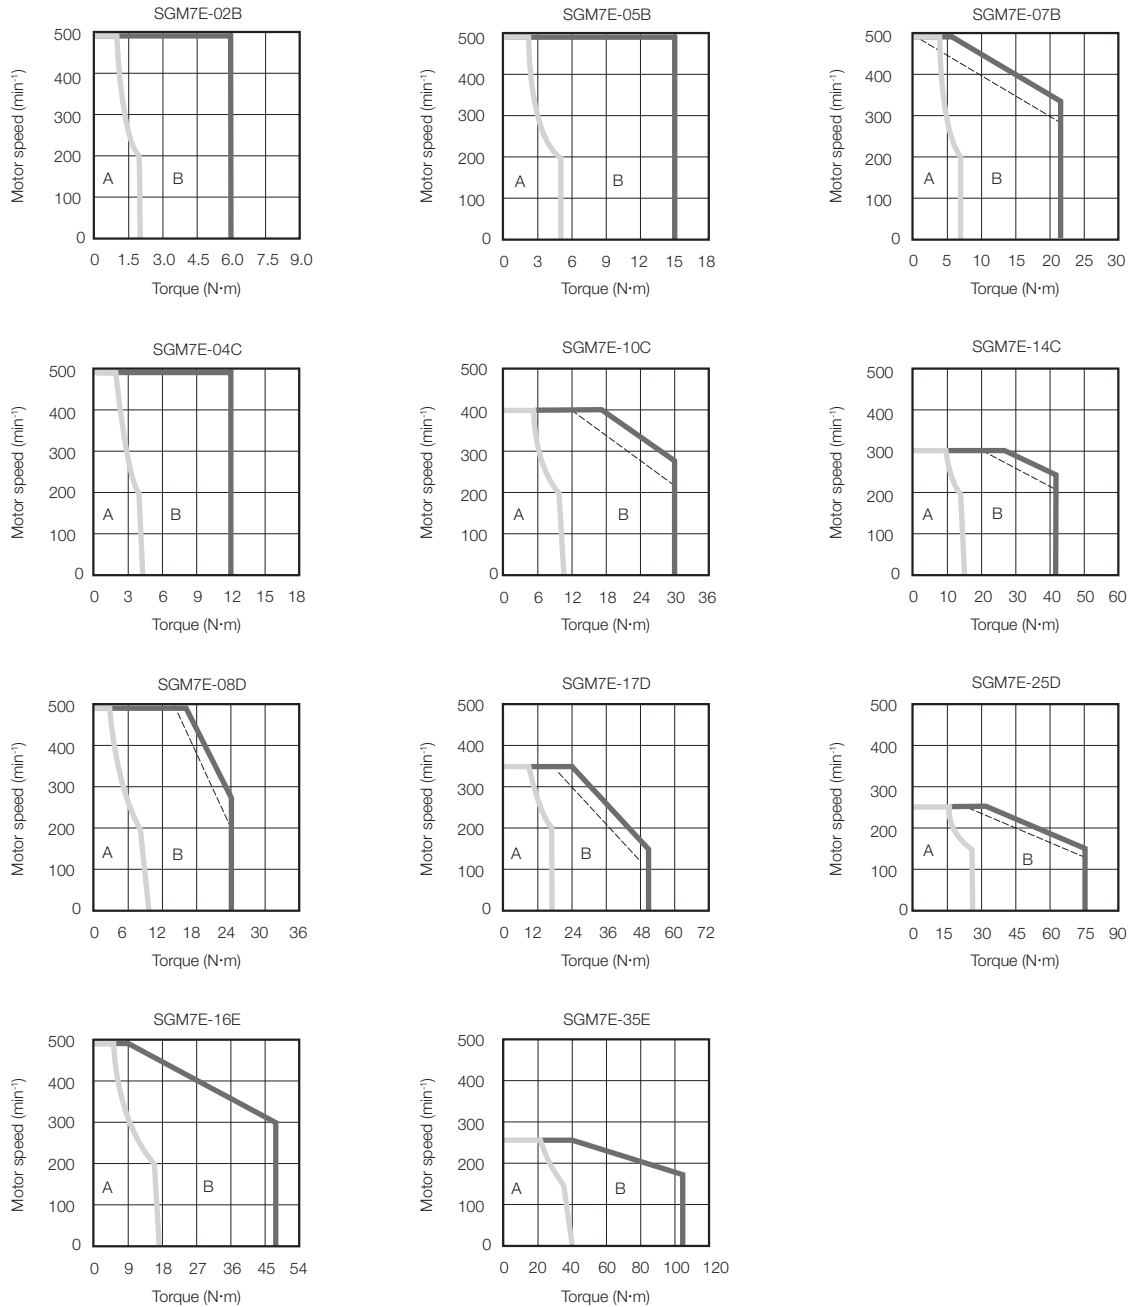 SGM7E-02B
Motor speed (min-1)
500
400
300
200
100
0
A
B
0 1.5 3.0 4.5 6.0 7.5 9.0
Torque (N•m)
SGM7E-05B
Motor speed (min-1)
500
400
300
200
100
0
A
B
0 3 6 9 12 15 18
Torque (N•m)
SGM7E-07B
Motor speed (min-1)
500
400
300
200
100
0
A
B
0 5 10 15 20 25 30
Torque (N•m)
SGM7E-04C
Motor speed (min-1)
500
400
300
200
100
0
A
B
0 3 6 9 12 15 18
Torque (N•m)
SGM7E-10C
Motor speed (min-1)
500
400
300
200
100
0
A
B
0 6 12 18 24 30 36
Torque (N•m)
SGM7E-14C
Motor speed (min-1)
500
400
300
200
100
0
A
B
0 10 20 30 40 50 60
Torque (N•m)
SGM7E-08D
Motor speed (min-1)
500
400
300
200
100
0
A
B
0 6 12 18 24 30 36
Torque (N•m)
SGM7E-17D
Motor speed (min-1)
500
400
300
200
100
0
A
B
0 12 24 36 48 60 72
Torque (N•m)
SGM7E-25D
Motor speed (min-1)
500
400
300
200
100
0
A
B
0 15 30 45 60 75 90
Torque (N•m)
SGM7E-16E
Motor speed (min-1)
500
400
300
200
100
0
A
B
0 9 18 27 36 45 54
Torque (N•m)
SGM7E-35E
Motor speed (min-1)
500
400
300
200
100
0
A
B
0 20 40 60 80 100 120
Torque (N•m)